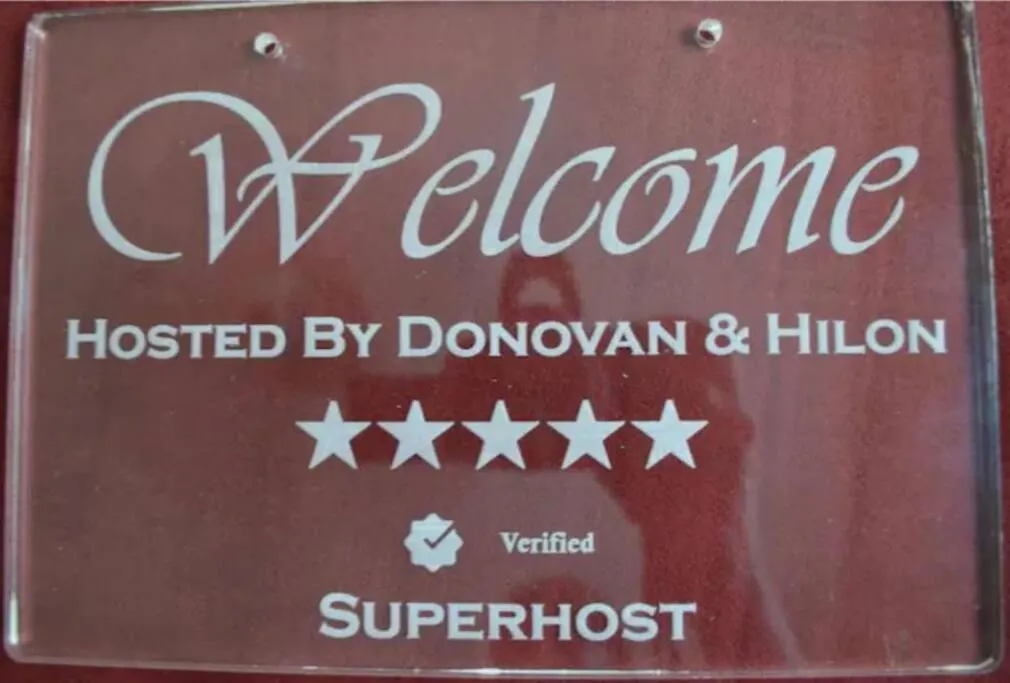 Welcome
HOSTED BY DONOVAN & HILON
Verified
SUPERHOST